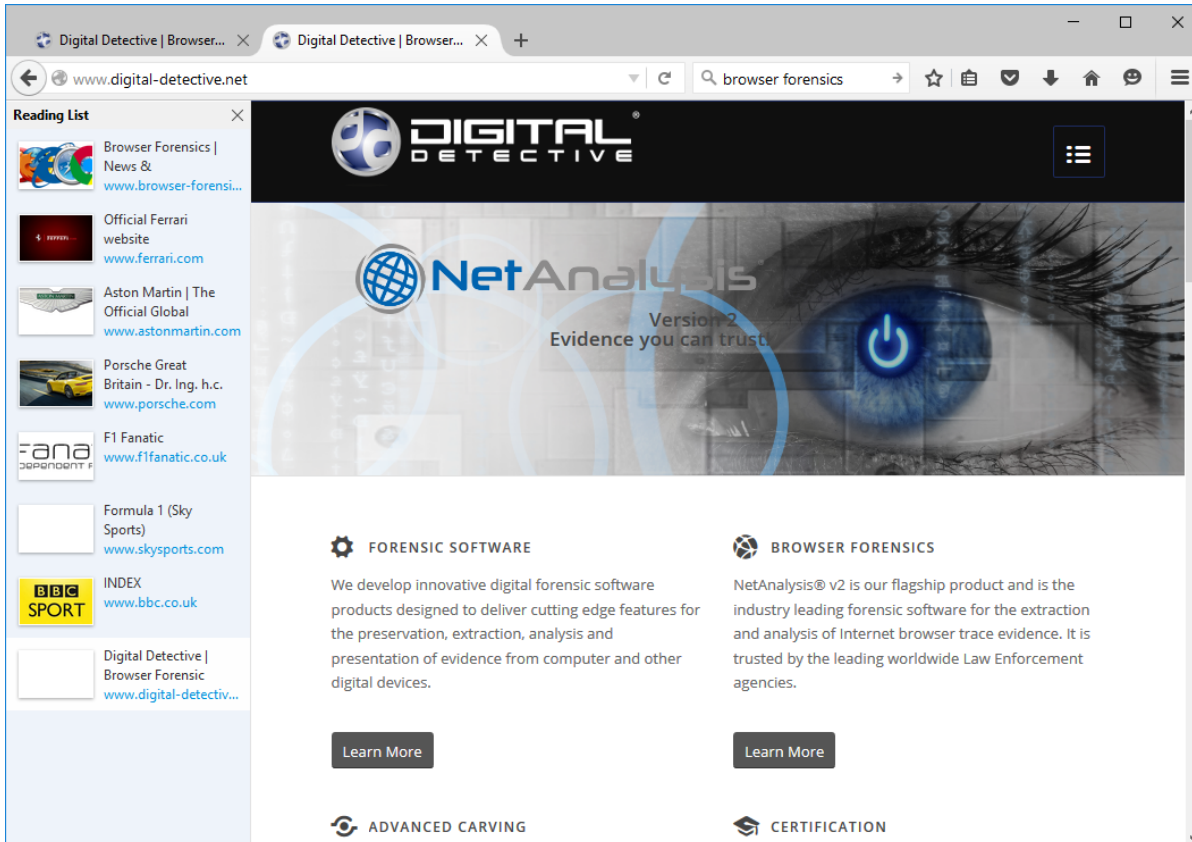 Digital Detective | Browser...
Digital Detective | Browser...
www.digital-detective.net
browser forensics
Reading List
Browser Forensics |
News &
www.browser-forensi...
Official Ferrari
website
www.ferrari.com
Aston Martin | The
Official Global
www.astonmartin.com
Porsche Great
Britain - Dr. Ing. h.c.
www.porsche.com
F1 Fanatic
www.f1fanatic.co.uk
Formula 1 (Sky
Sports)
www.skysports.com
BBC
SPORT
INDEX
www.bbc.co.uk
Digital Detective |
Browser Forensic
www.digital-detectiv...
DIGITAL®
DETECTIVE
NetAnalysis
Version 2
Evidence you can trust!
FORENSIC SOFTWARE
We develop innovative digital forensic software
products designed to deliver cutting edge features for
the preservation, extraction, analysis and
presentation of evidence from computer and other
digital devices.
Learn More
BROWSER FORENSICS
NetAnalysis® v2 is our flagship product and is the
industry leading forensic software for the extraction
and analysis of Internet browser trace evidence. It is
trusted by the leading worldwide Law Enforcement
agencies.
Learn More
ADVANCED CARVING
CERTIFICATION